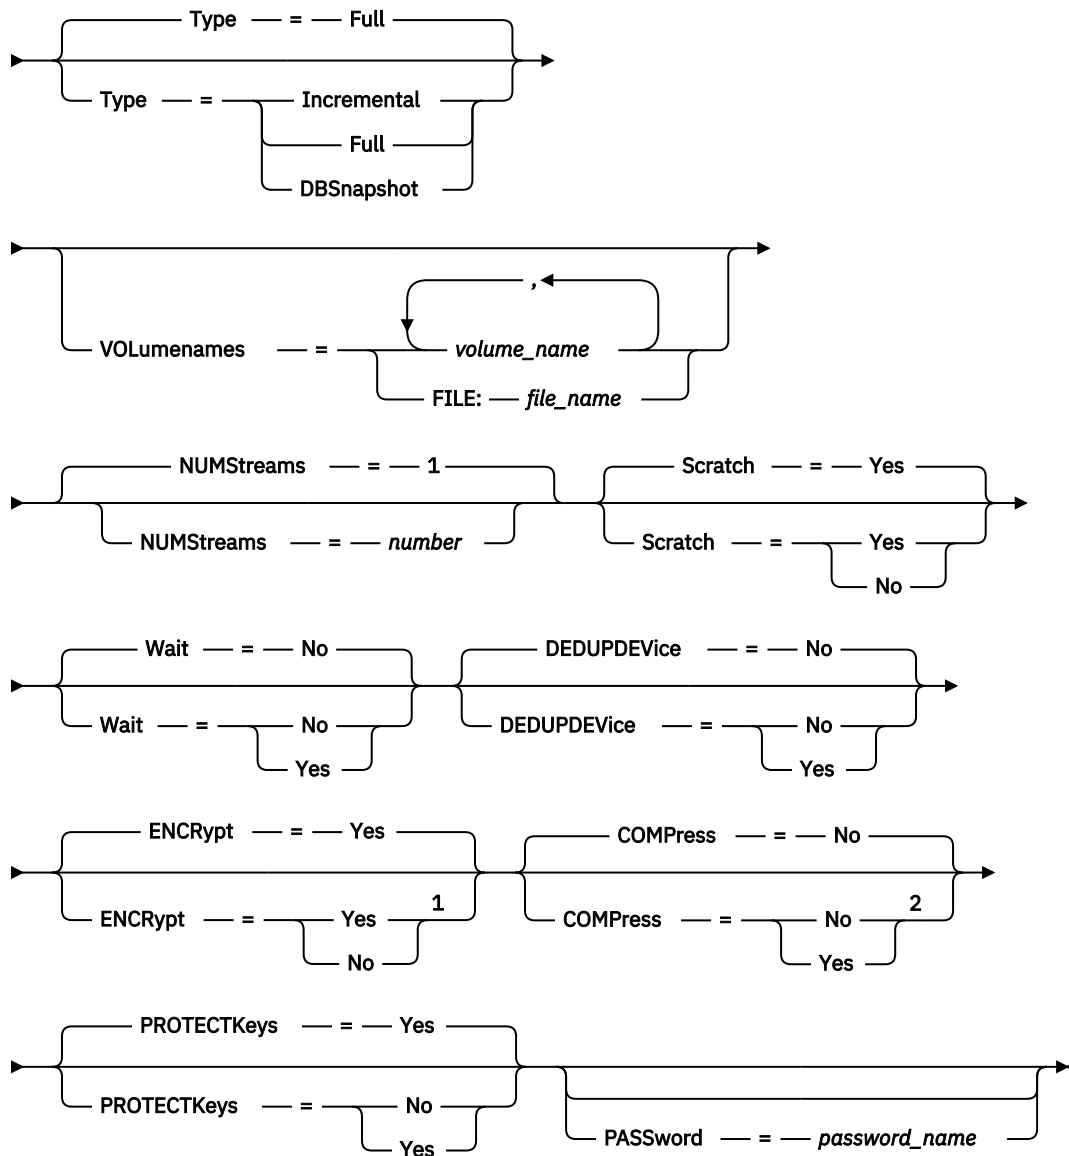 Type = Full
Type = Incremental
Full
DBSnapshot
,
VOLumenames = volume_name
FILE: file_name
NUMStreams = 1 Scratch = Yes
NUMStreams = number Scratch = Yes
No
Wait = No DEDUPDEVice = No
Wait = No DEDUPDEVice = No
Yes Yes
ENCRypt = Yes COMPress = No
ENCRypt = Yes 1 COMPress = No 2
No Yes
PROTECTKeys = Yes
PROTECTKeys = No
Yes PASSword = password_name